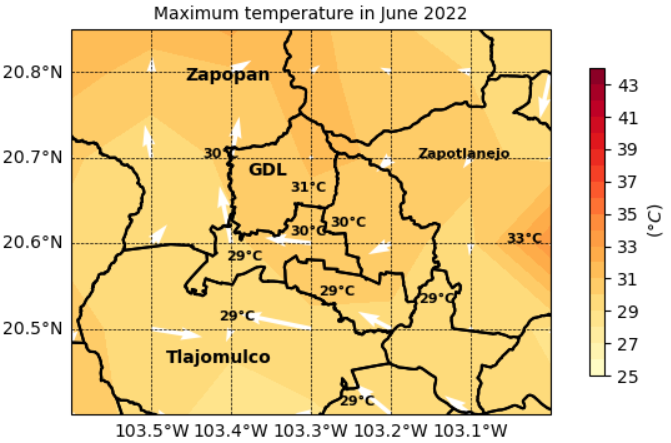 Maximum temperature in June 2022
20.8°N
20.7°N
20.6°N
20.5°N
Zapopan
Zapotlanejo
30°C
GDL
31°C
30°C
30°C
33°C
29°C
29°C
29°C
29°C
Tlajomulco
29°C
103.5°W 103.4°W 103.3°W 103.2°W 103.1°W
43
41
39
37
35
33
31
29
27
25
(°C)